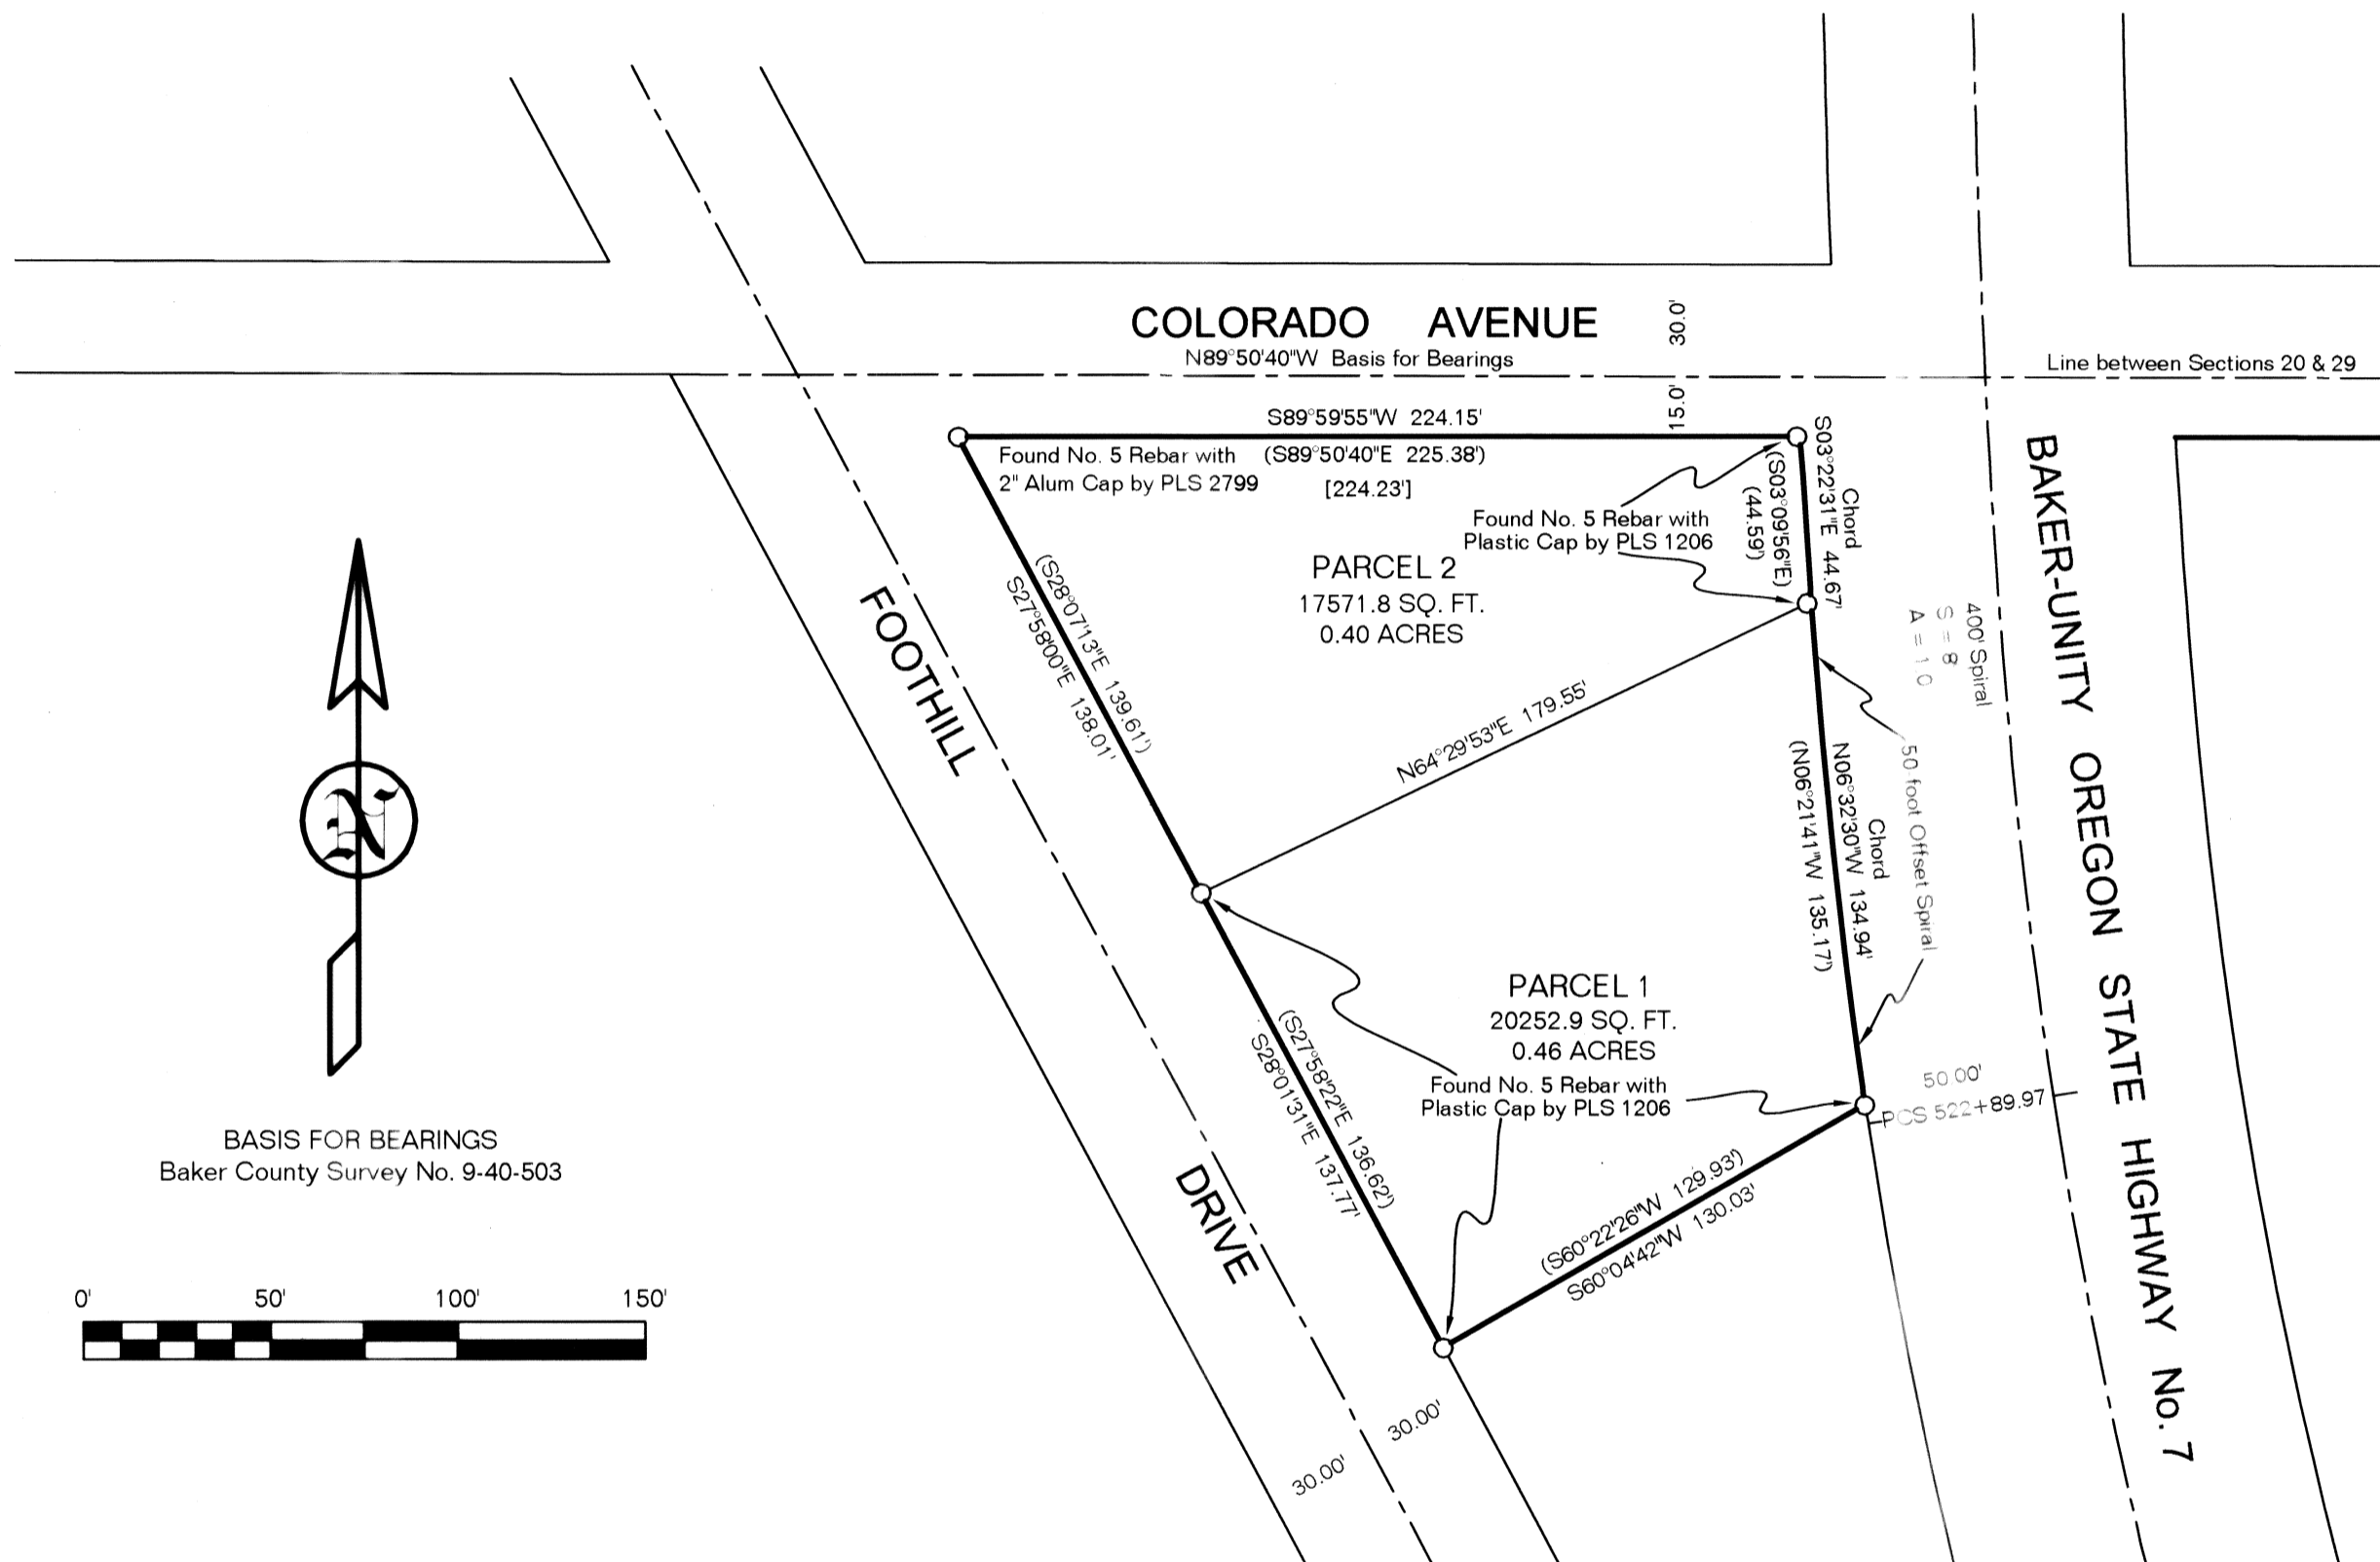 COLORADO AVENUE
30.0'
N89°50'40"W Basis for Bearings
Line between Sections 20 & 29
15.0'
S89°59'55"W 224.15'
(S89°50'40"E 225.38')
[224.23']
Found No. 5 Rebar with
2" Alum Cap by PLS 2799
S03°22'31"E 44.67'
Chord
(S03°09'56"E)
(44.59')
Found No. 5 Rebar with
Plastic Cap by PLS 1206
PARCEL 2
17571.8 SQ. FT.
0.40 ACRES
(S28°07'13"E 139.61')
S27°58'00"E 138.01'
FOOTHILL
DRIVE
400' Spiral
S = 8
A = 1.0
BAKER-UNITY OREGON STATE HIGHWAY No. 7
N64°29'53"E 179.55'
N06°32'30"W 134.94'
Chord
(N06°21'41"W 135.17')
50 foot Offset Spiral
N
PARCEL 1
20252.9 SQ. FT.
0.46 ACRES
Found No. 5 Rebar with
Plastic Cap by PLS 1206
(S27°58'22"E 136.62')
S28°01'31"E 137.77'
50.00'
PCS 522+89.97
(S60°22'26"W 129.93')
S60°04'42"W 130.03'
BASIS FOR BEARINGS
Baker County Survey No. 9-40-503
0' 50' 100' 150'
30.00'
30.00'